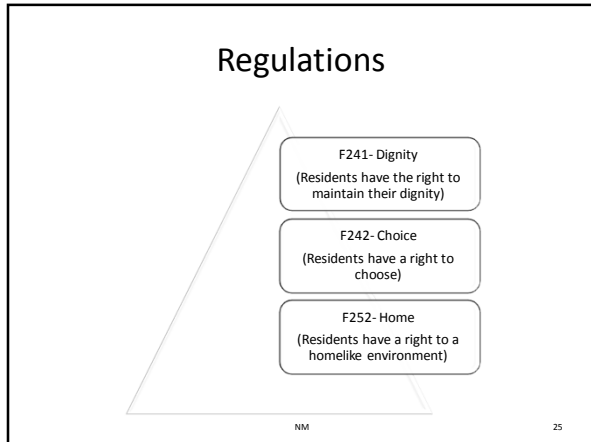 Regulations
F241- Dignity
(Residents have the right to
maintain their dignity)
F242- Choice
(Residents have a right to
choose)
F252- Home
(Residents have a right to a
homelike environment)
NM
25